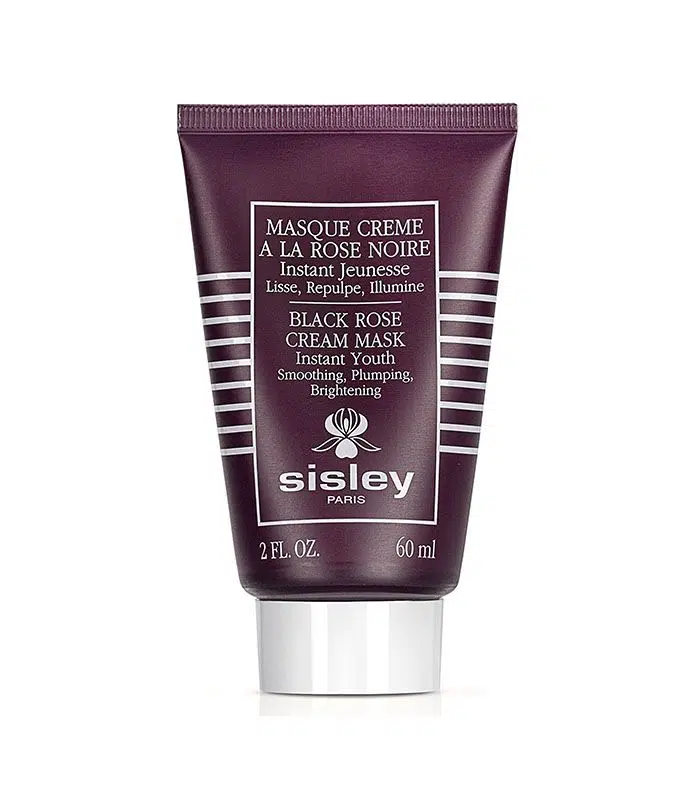 MASQUE CREME
A LA ROSE NOIRE
Instant Jeunesse
Lisse, Repulpe, Illumine
BLACK ROSE
CREAM MASK
Instant Youth
Smoothing, Plumping,
Brightening
sisley
PARIS
2 FL. OZ. 60 ml